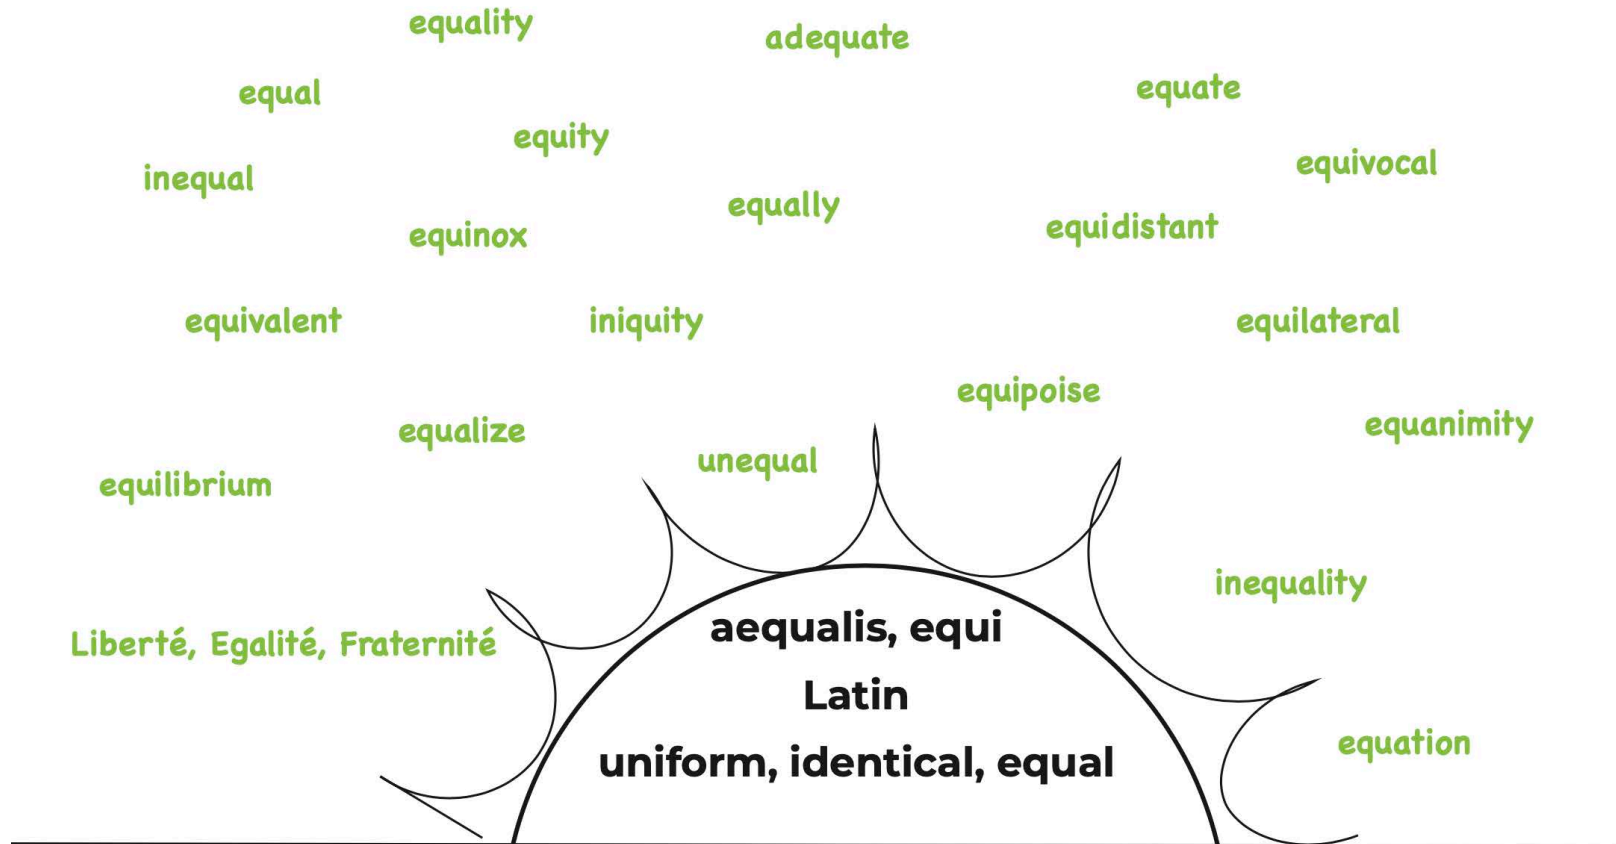 equality
adequate
equal
equate
equity
equivocal
inequal
equally
equidistant
equinox
equivalent
iniquity
equilateral
equipoise
equanimity
equalize
unequal
equilibrium
inequality
Liberté, Egalité, Fraternité
aequalis, equi
Latin
uniform, identical, equal
equation